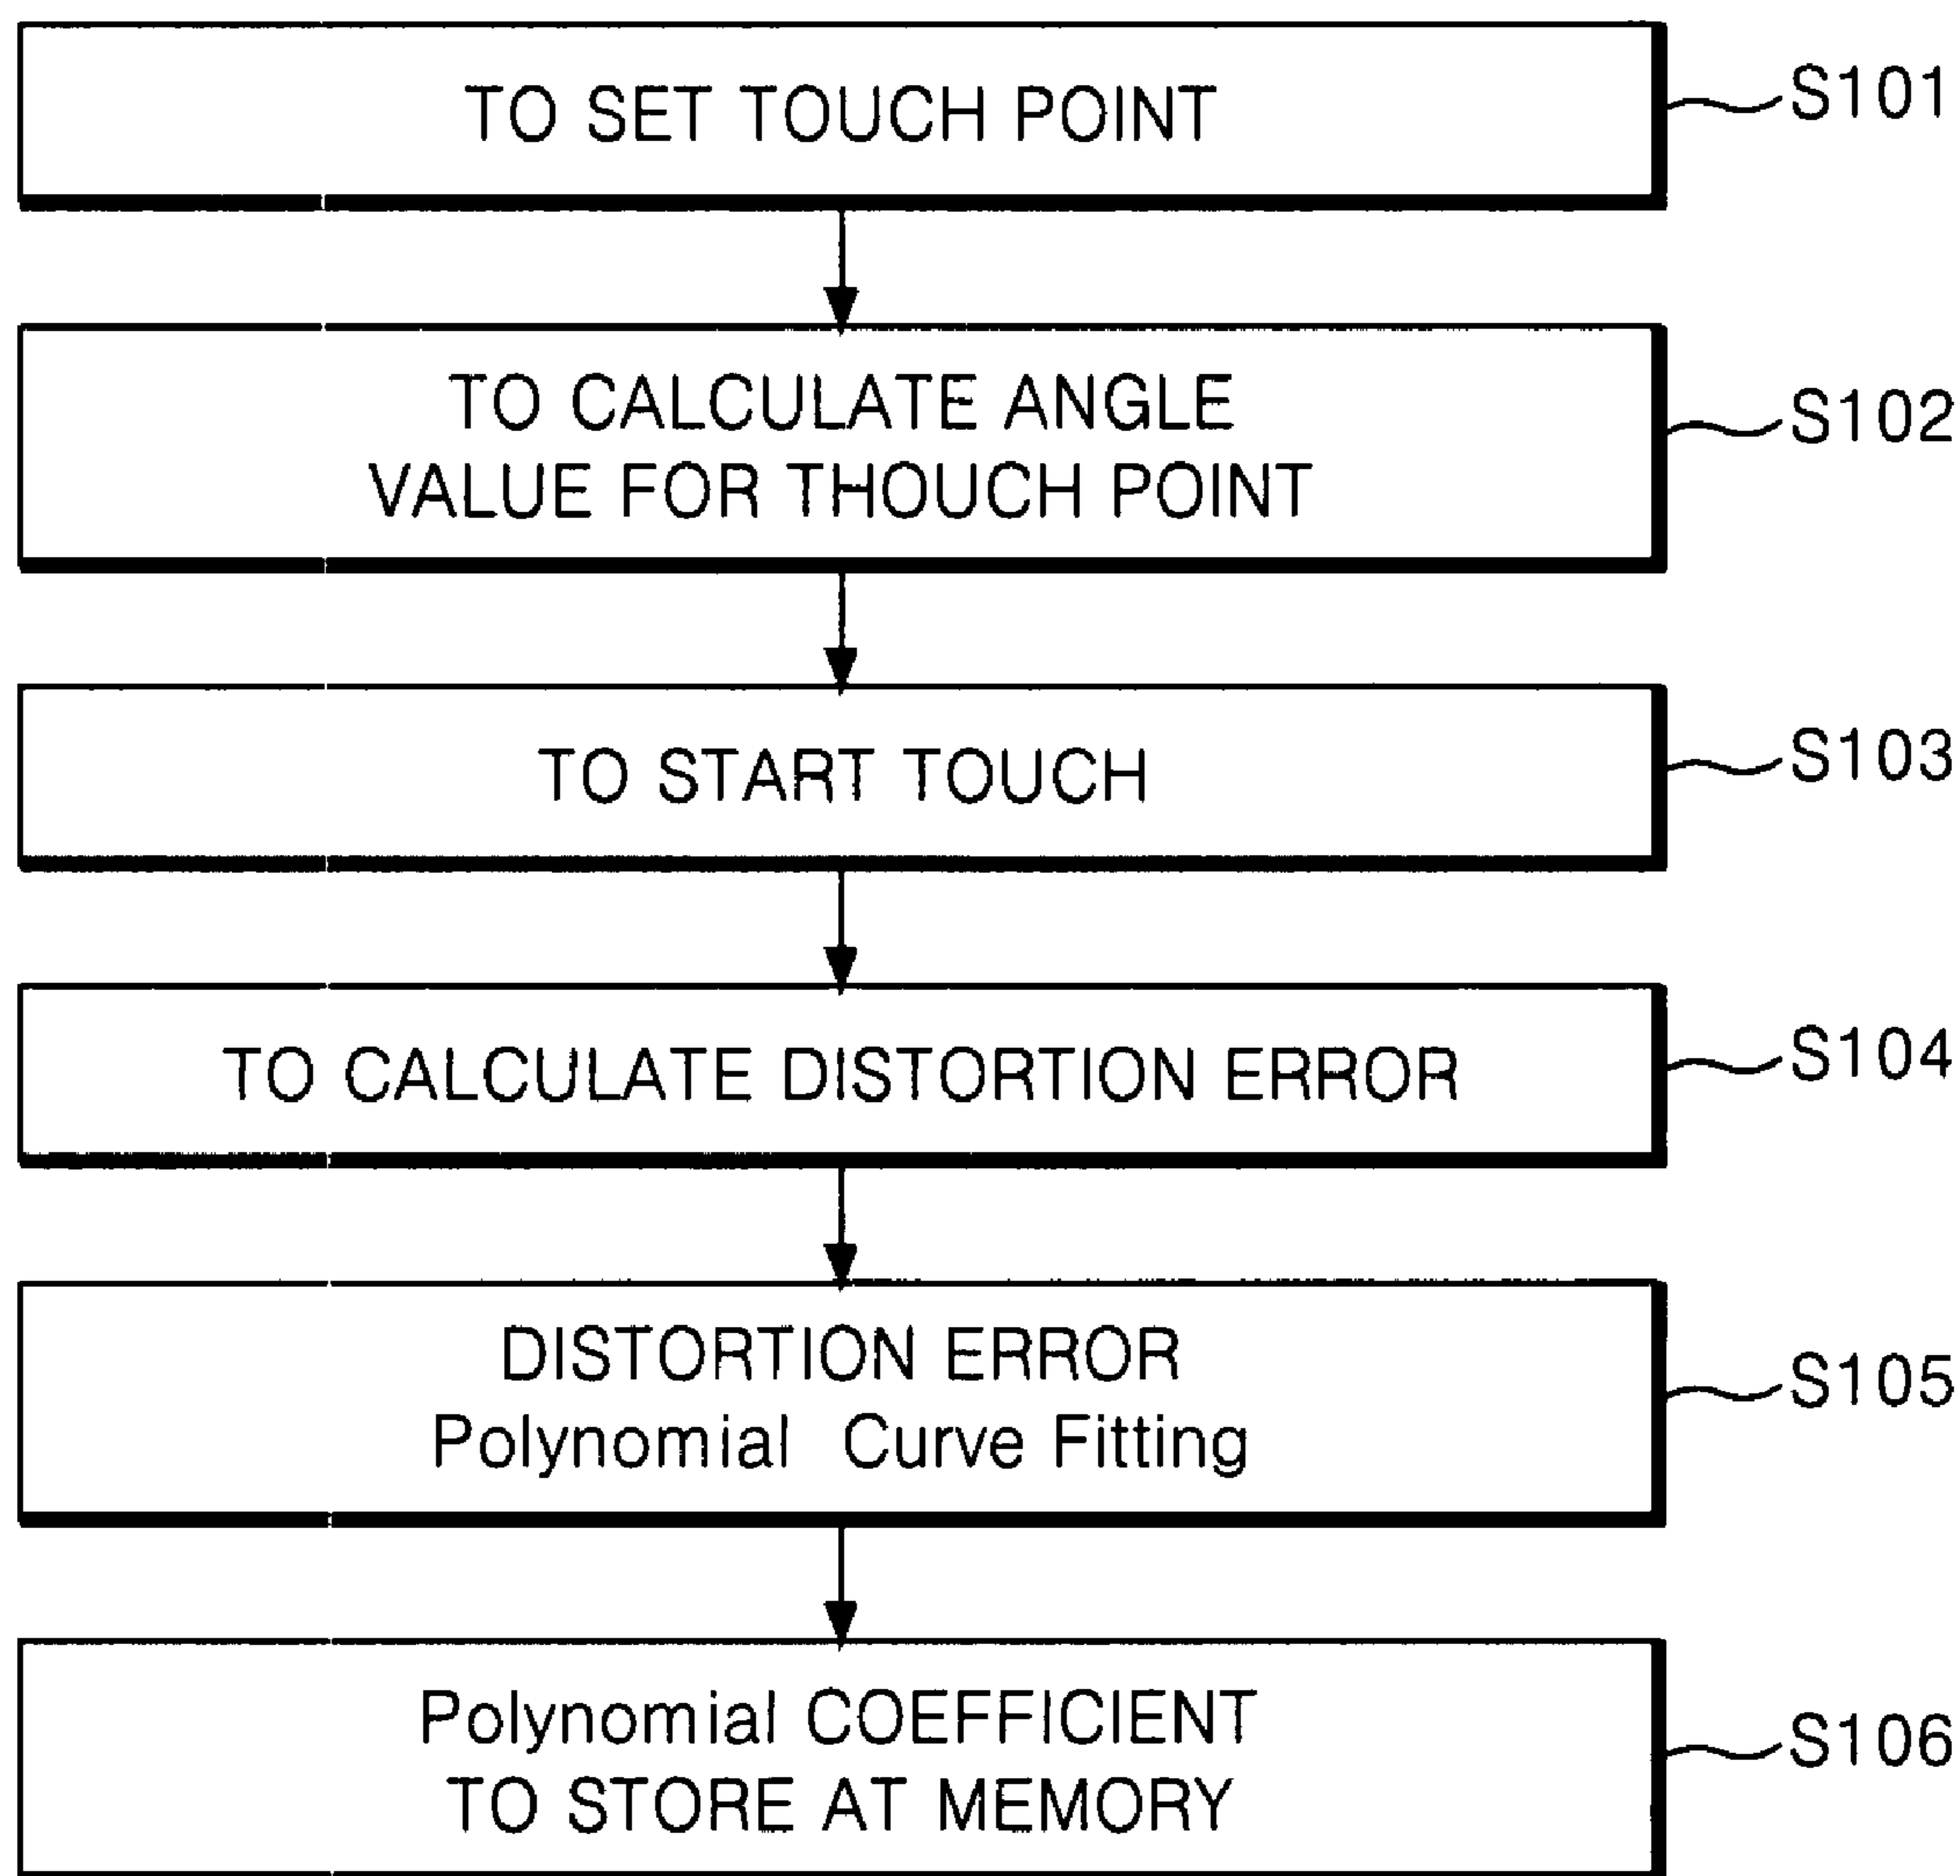 TO SET TOUCH POINT
S101
TO CALCULATE ANGLE
VALUE FOR THOUCH POINT
S102
TO START TOUCH
S103
TO CALCULATE DISTORTION ERROR
S104
DISTORTION ERROR
Polynomial Curve Fitting
S105
Polynomial COEFFICIENT
TO STORE AT MEMORY
S106